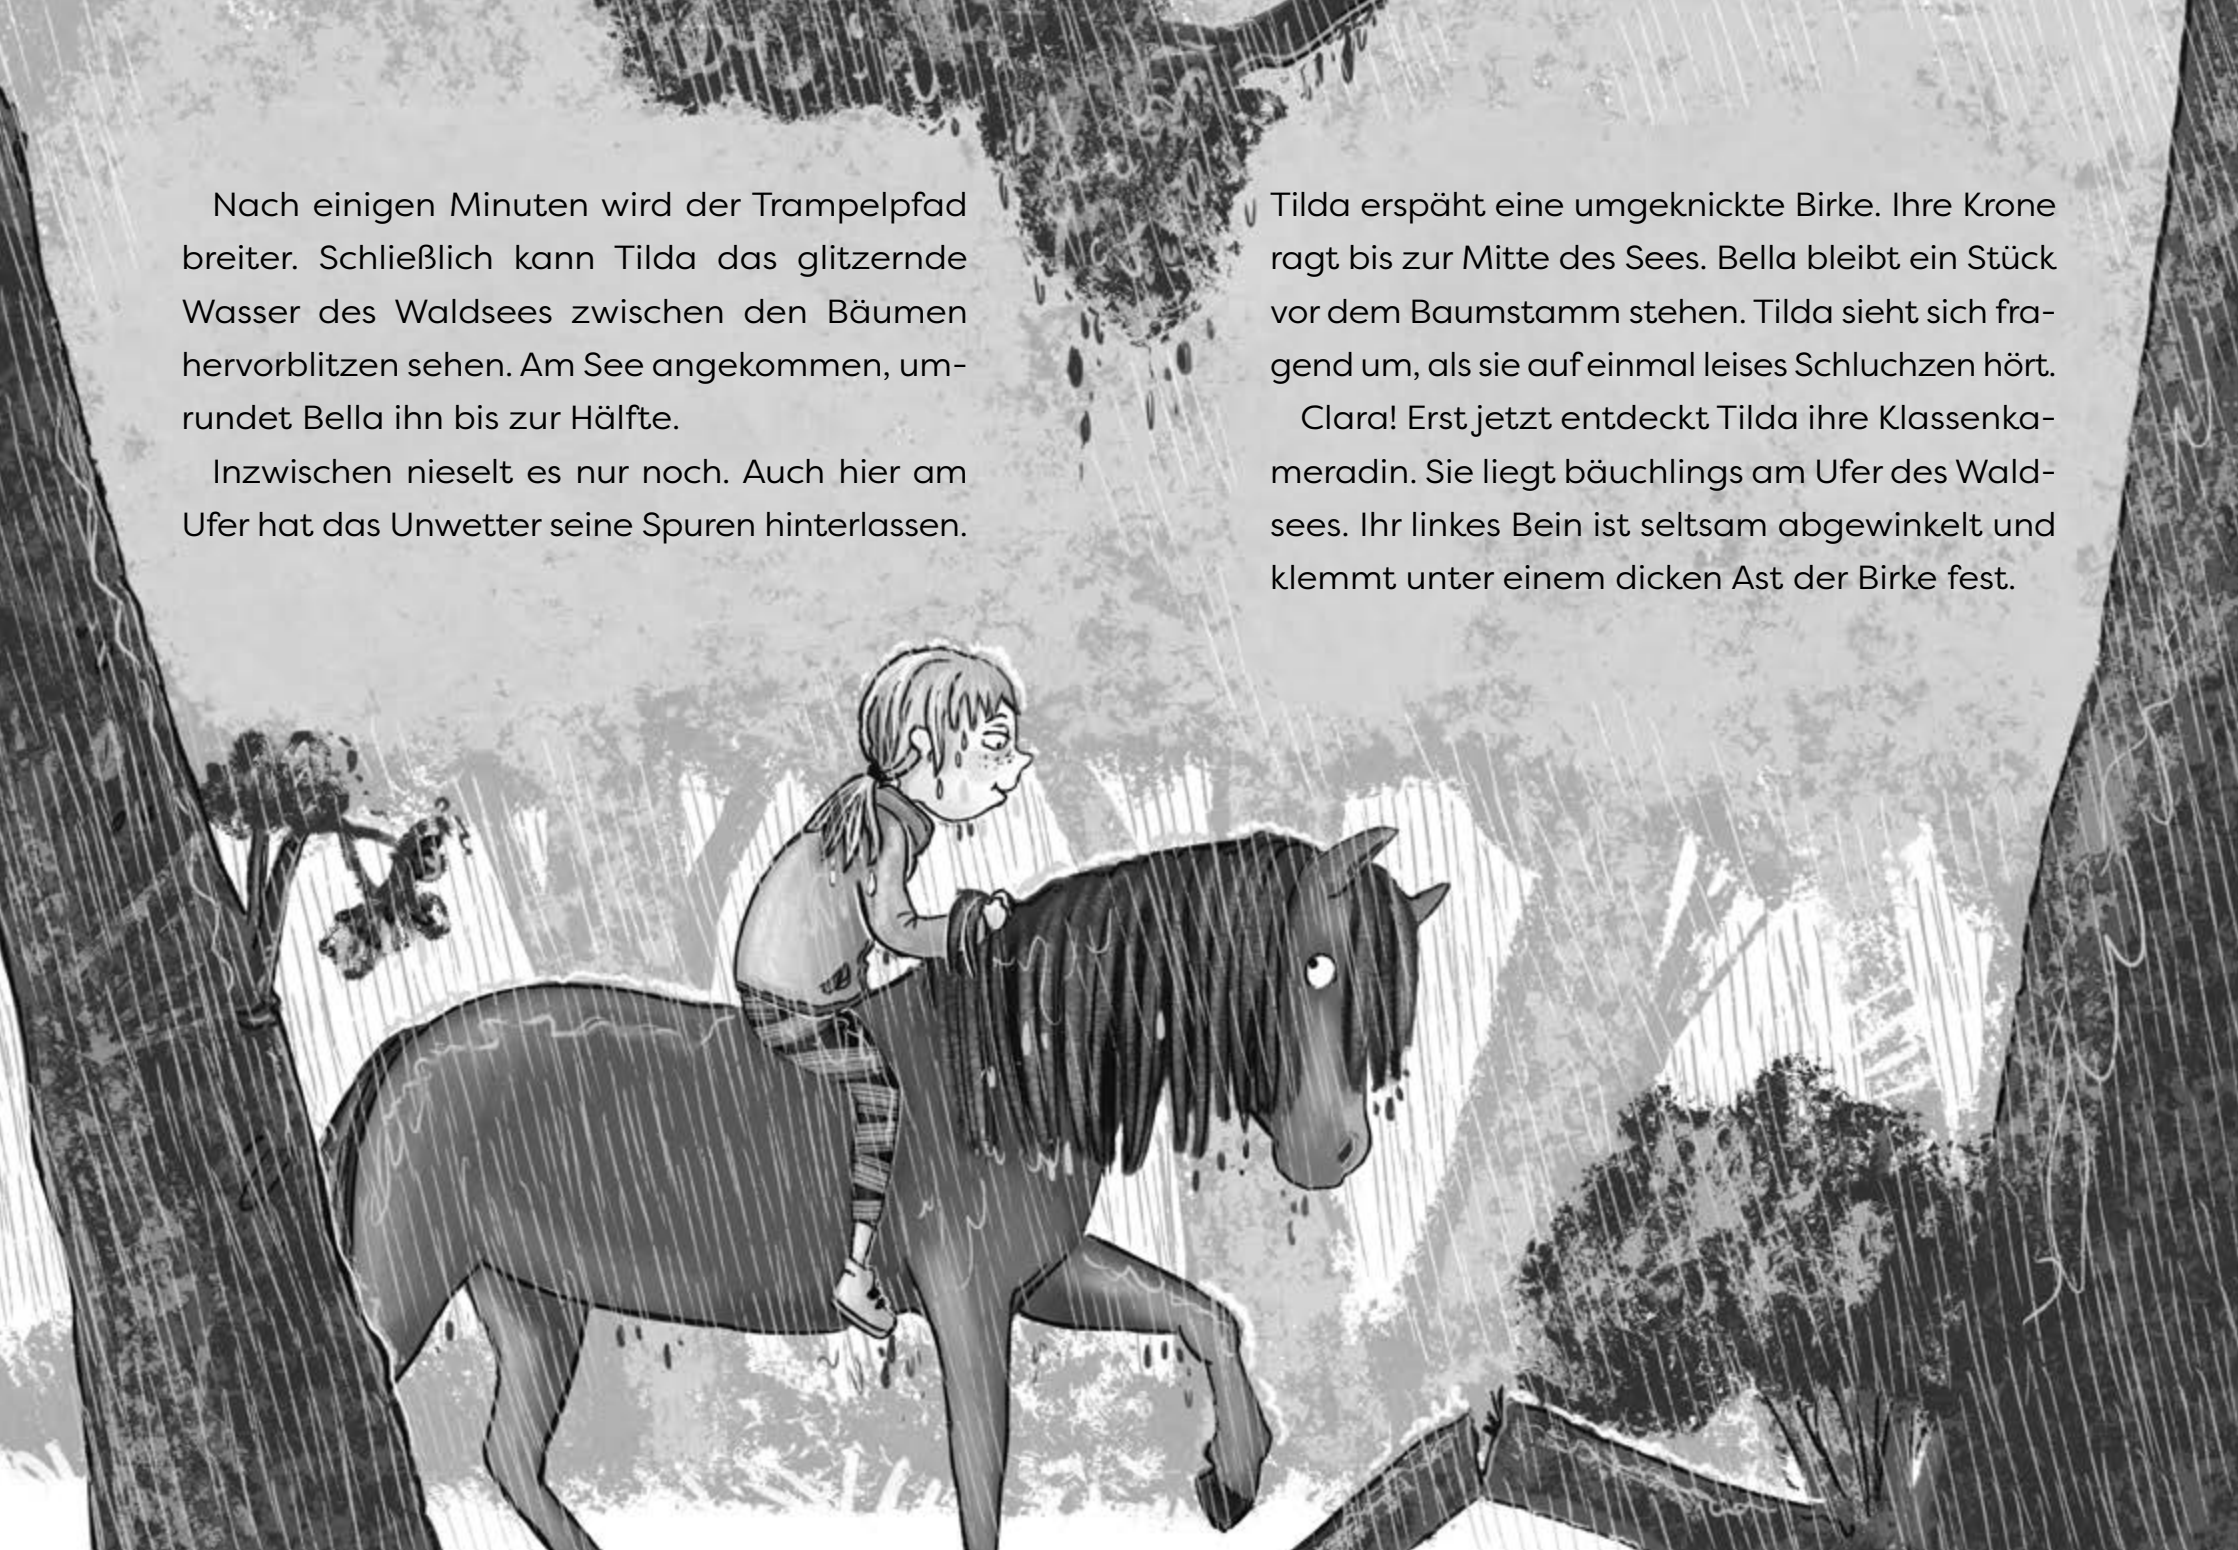 Nach einigen Minuten wird der Trampelpfad
breiter. Schließlich kann Tilda das glitzernde
Wasser des Waldsees zwischen den Bäumen
hervorblitzen sehen. Am See angekommen, um-
rundet Bella ihn bis zur Hälfte.
Inzwischen nieselt es nur noch. Auch hier am
Ufer hat das Unwetter seine Spuren hinterlassen.
Tilda erspäht eine umgeknickte Birke. Ihre Krone
ragt bis zur Mitte des Sees. Bella bleibt ein Stück
vor dem Baumstamm stehen. Tilda sieht sich fra-
gend um, als sie auf einmal leises Schluchzen hört.
Clara! Erst jetzt entdeckt Tilda ihre Klassenka-
meradin. Sie liegt bäuchlings am Ufer des Wald-
sees. Ihr linkes Bein ist seltsam abgewinkelt und
klemmt unter einem dicken Ast der Birke fest.